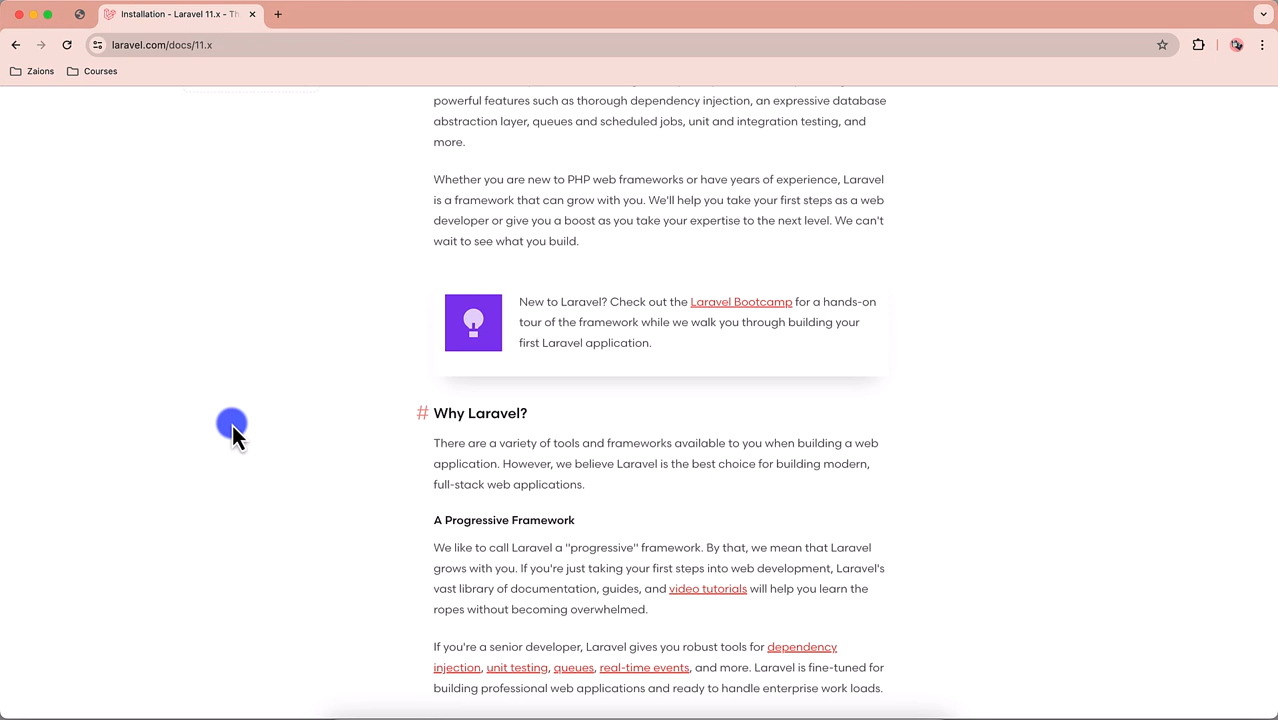 Installation - Laravel 11.x - Th
laravel.com/docs/11.x
Zaions
Courses
powerful features such as thorough dependency injection, an expressive database
abstraction layer, queues and scheduled jobs, unit and integration testing, and
more.
Whether you are new to PHP web frameworks or have years of experience, Laravel
is a framework that can grow with you. We'll help you take your first steps as a web
developer or give you a boost as you take your expertise to the next level. We can't
wait to see what you build.
New to Laravel? Check out the Laravel Bootcamp for a hands-on
tour of the framework while we walk you through building your
first Laravel application.
# Why Laravel?
There are a variety of tools and frameworks available to you when building a web
application. However, we believe Laravel is the best choice for building modern,
full-stack web applications.
A Progressive Framework
We like to call Laravel a "progressive" framework. By that, we mean that Laravel
grows with you. If you're just taking your first steps into web development, Laravel's
vast library of documentation, guides, and video tutorials will help you learn the
ropes without becoming overwhelmed.
If you're a senior developer, Laravel gives you robust tools for dependency
injection, unit testing, queues, real-time events, and more. Laravel is fine-tuned for
building professional web applications and ready to handle enterprise work loads.